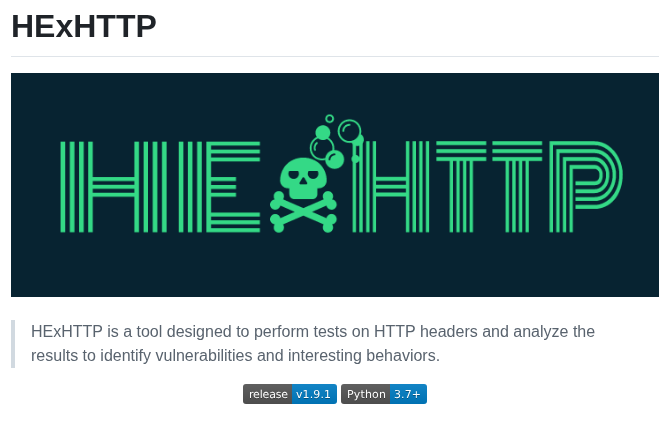 HExHTTP
HExHTTP
HExHTTP is a tool designed to perform tests on HTTP headers and analyze the
results to identify vulnerabilities and interesting behaviors.
release v1.9.1 Python 3.7+